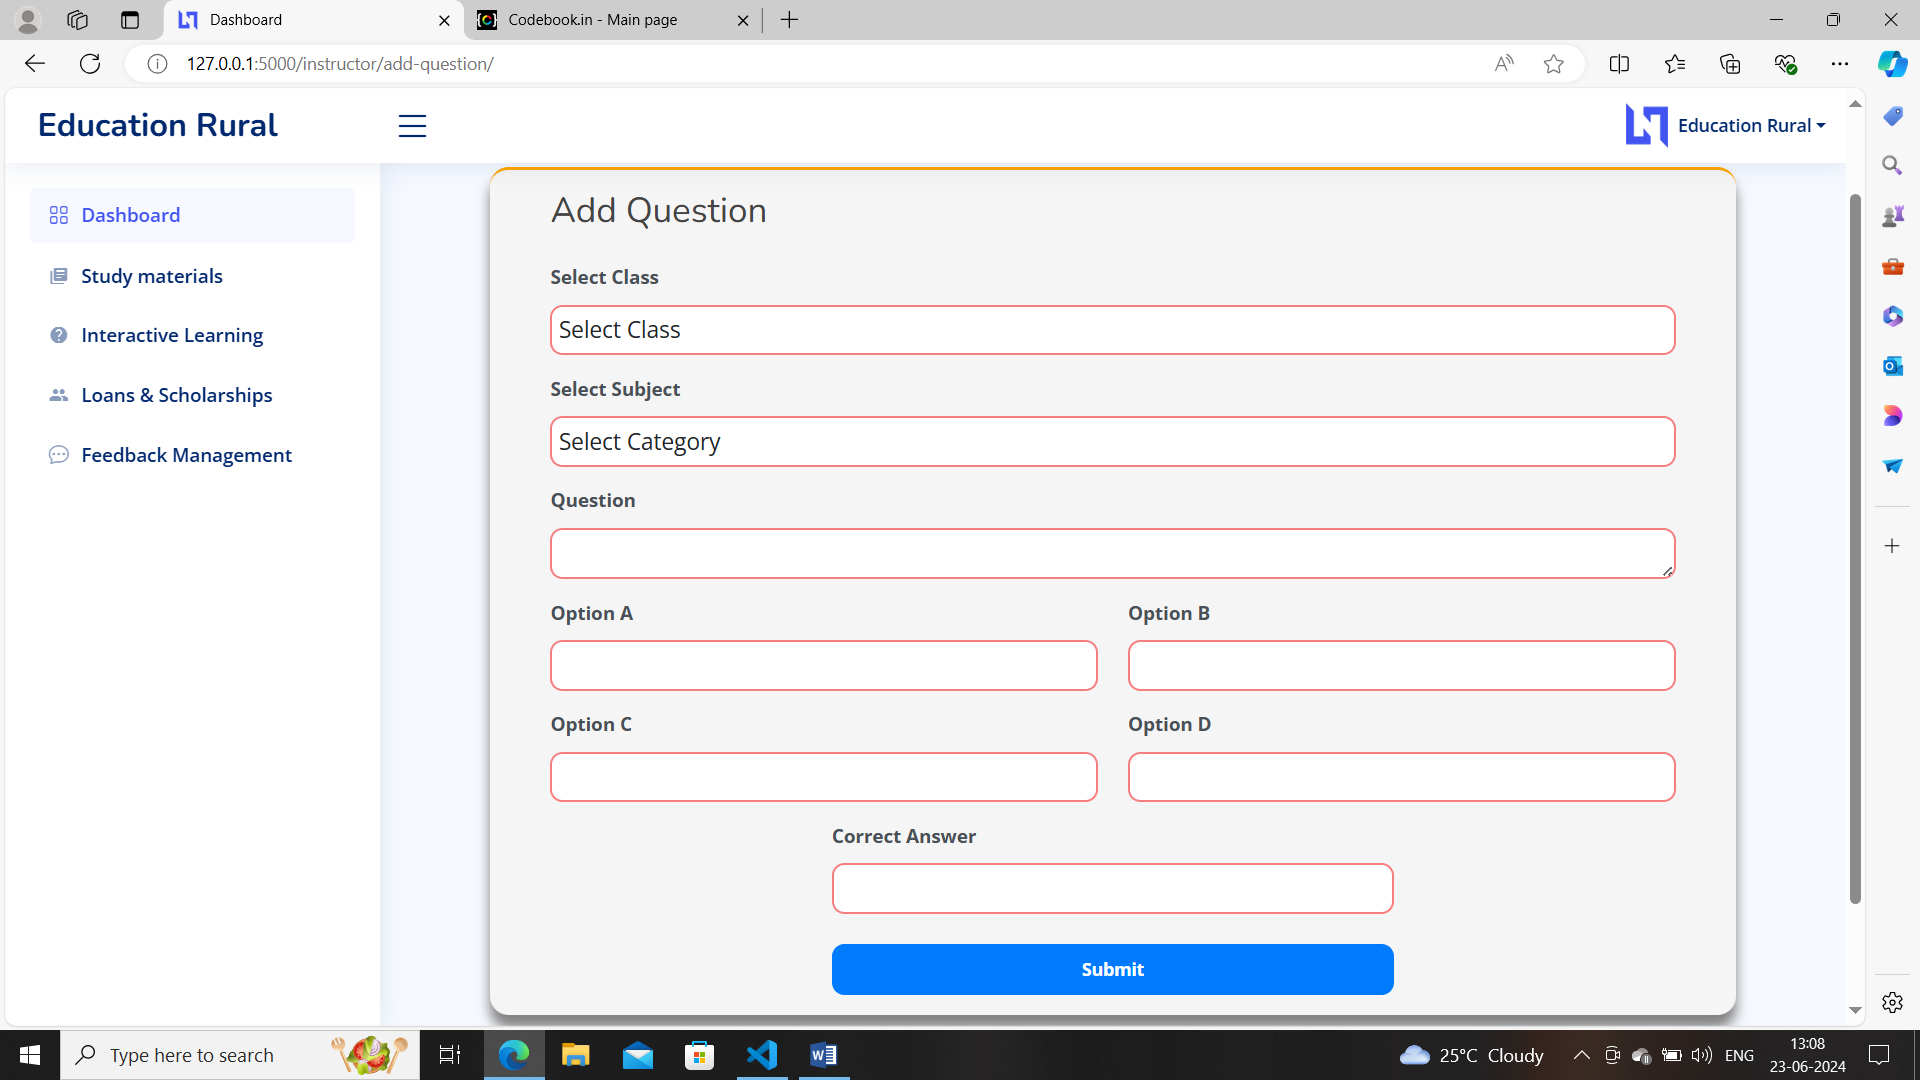 Dashboard
Codebook.in - Main page
127.0.0.1:5000/instructor/add-question/
Education Rural
Education Rural
Dashboard
Study materials
Interactive Learning
Loans & Scholarships
Feedback Management
Add Question
Select Class
Select Class
Select Subject
Select Category
Question
Option A
Option B
Option C
Option D
Correct Answer
Submit
Type here to search
25°C Cloudy
ENG
13:08
23-06-2024